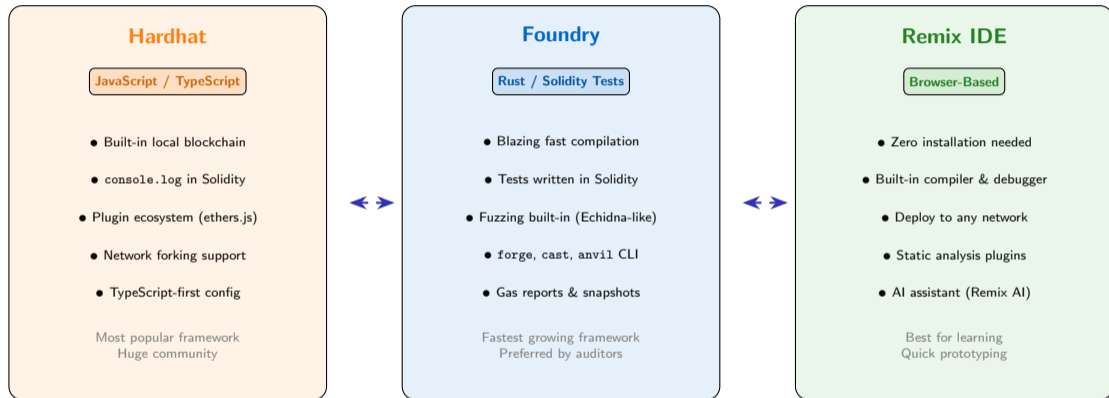 Hardhat
JavaScript / TypeScript
• Built-in local blockchain
• console.log in Solidity
• Plugin ecosystem (ethers.js)
• Network forking support
• TypeScript-first config
Most popular framework
Huge community
Foundry
Rust / Solidity Tests
• Blazing fast compilation
• Tests written in Solidity
• Fuzzing built-in (Echidna-like)
• forge, cast, anvil CLI
• Gas reports & snapshots
Fastest growing framework
Preferred by auditors
Remix IDE
Browser-Based
• Zero installation needed
• Built-in compiler & debugger
• Deploy to any network
• Static analysis plugins
• AI assistant (Remix AI)
Best for learning
Quick prototyping